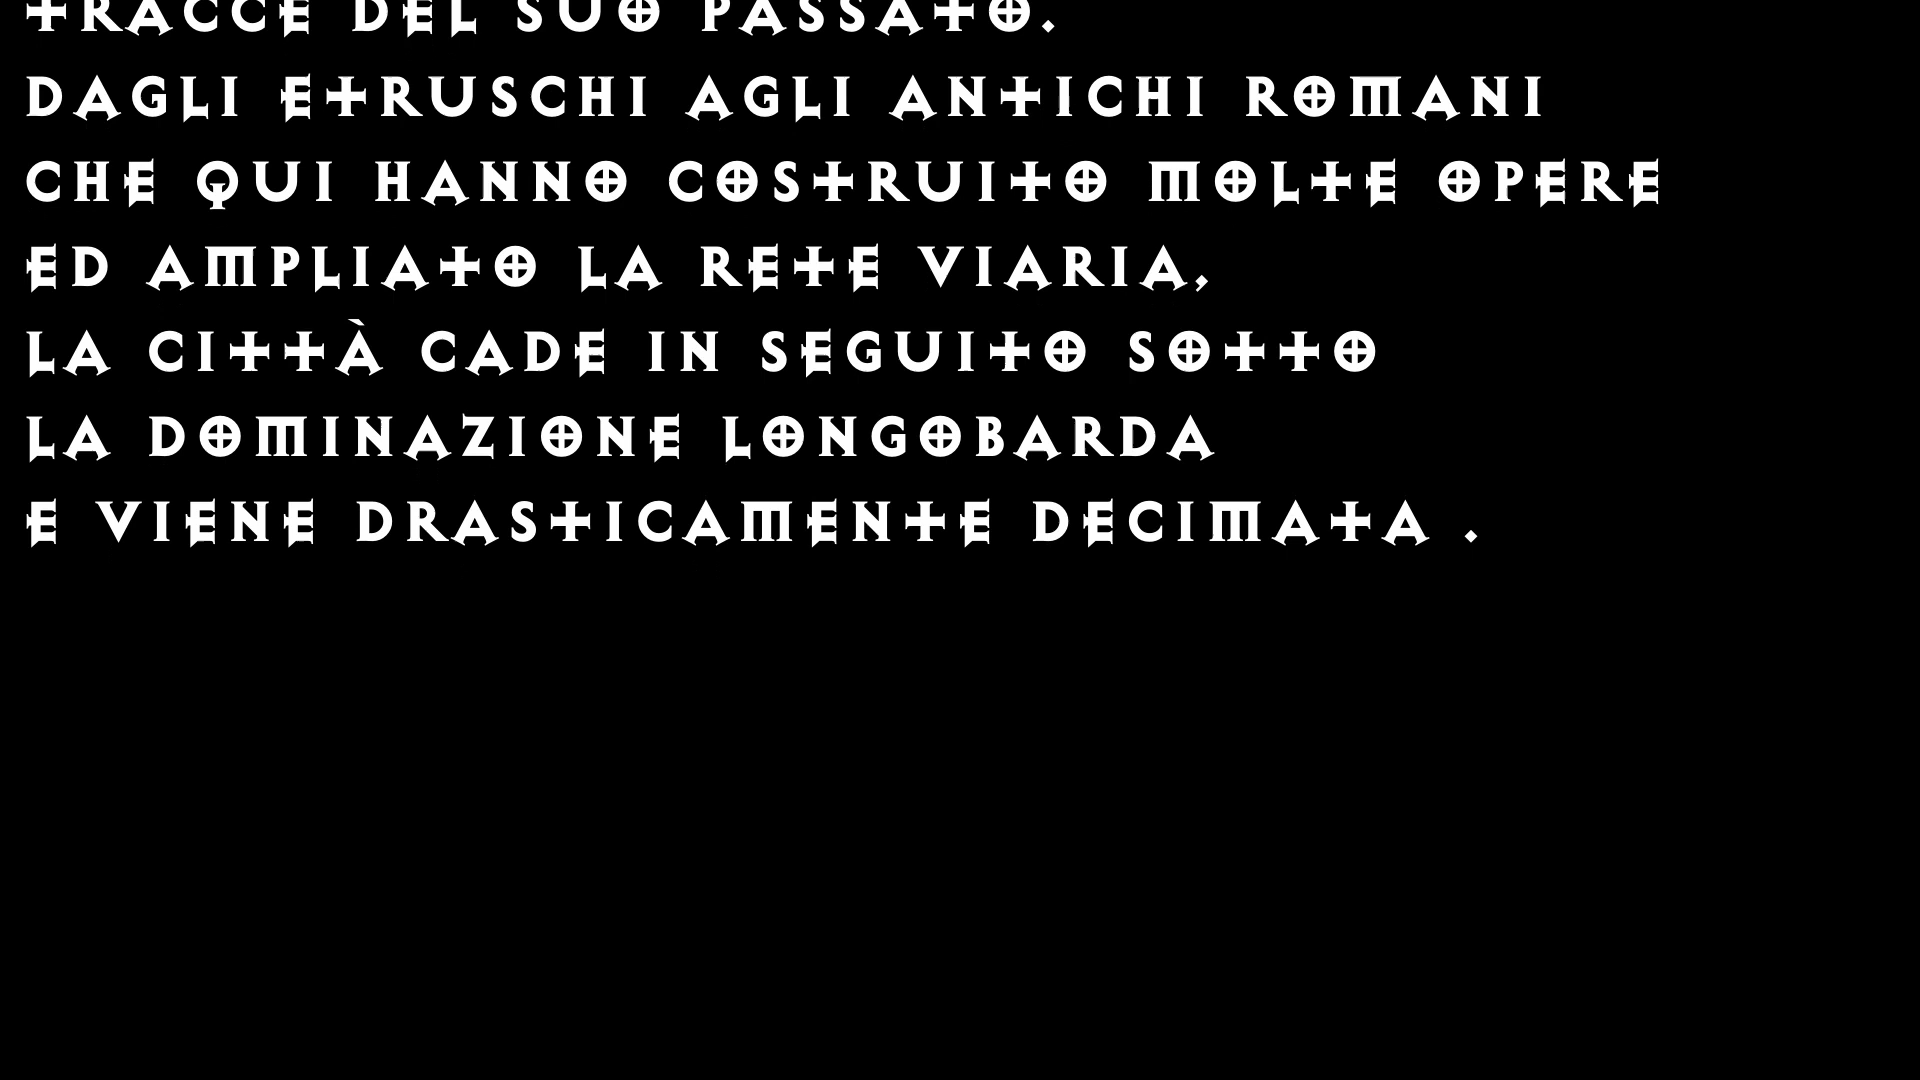 TRACCE DEL SUO PASSATO.
DAGLI ETRUSCHI AGLI ANTICHI ROMANI
CHE QUI HANNO COSTRUITO MOLTE OPERE
ED AMPLIATO LA RETE VIARIA,
LA CITTÀ CADE IN SEGUITO SOTTO
LA DOMINAZIONE LONGOBARDA
E VIENE DRASTICAMENTE DECIMATA .